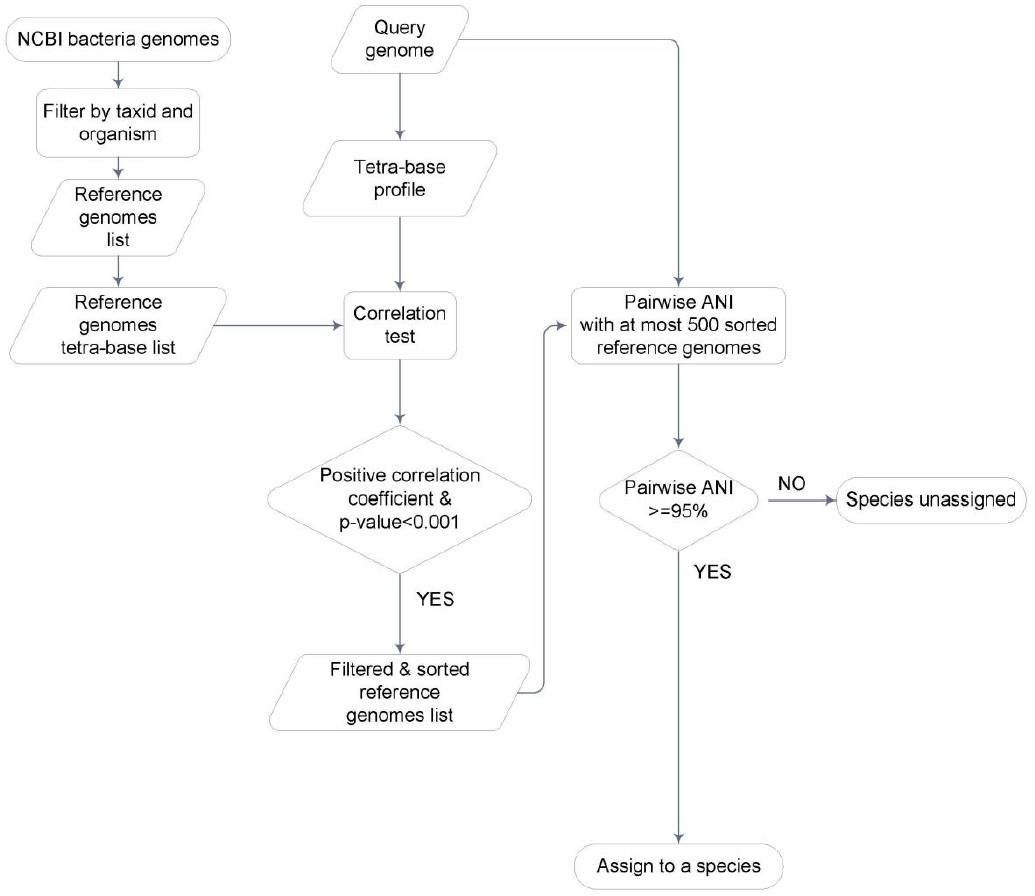 NCBI bacteria genomes
Filter by taxid and
organism
Reference
genomes
list
Reference
genomes
tetra-base list
Query
genome
Tetra-base
profile
Correlation
test
Positive correlation
coefficient &
p-value<0.001
YES
Filtered & sorted
reference
genomes list
Pairwise ANI
with at most 500 sorted
reference genomes
Pairwise ANI
>=95%
NO
Species unassigned
YES
Assign to a species